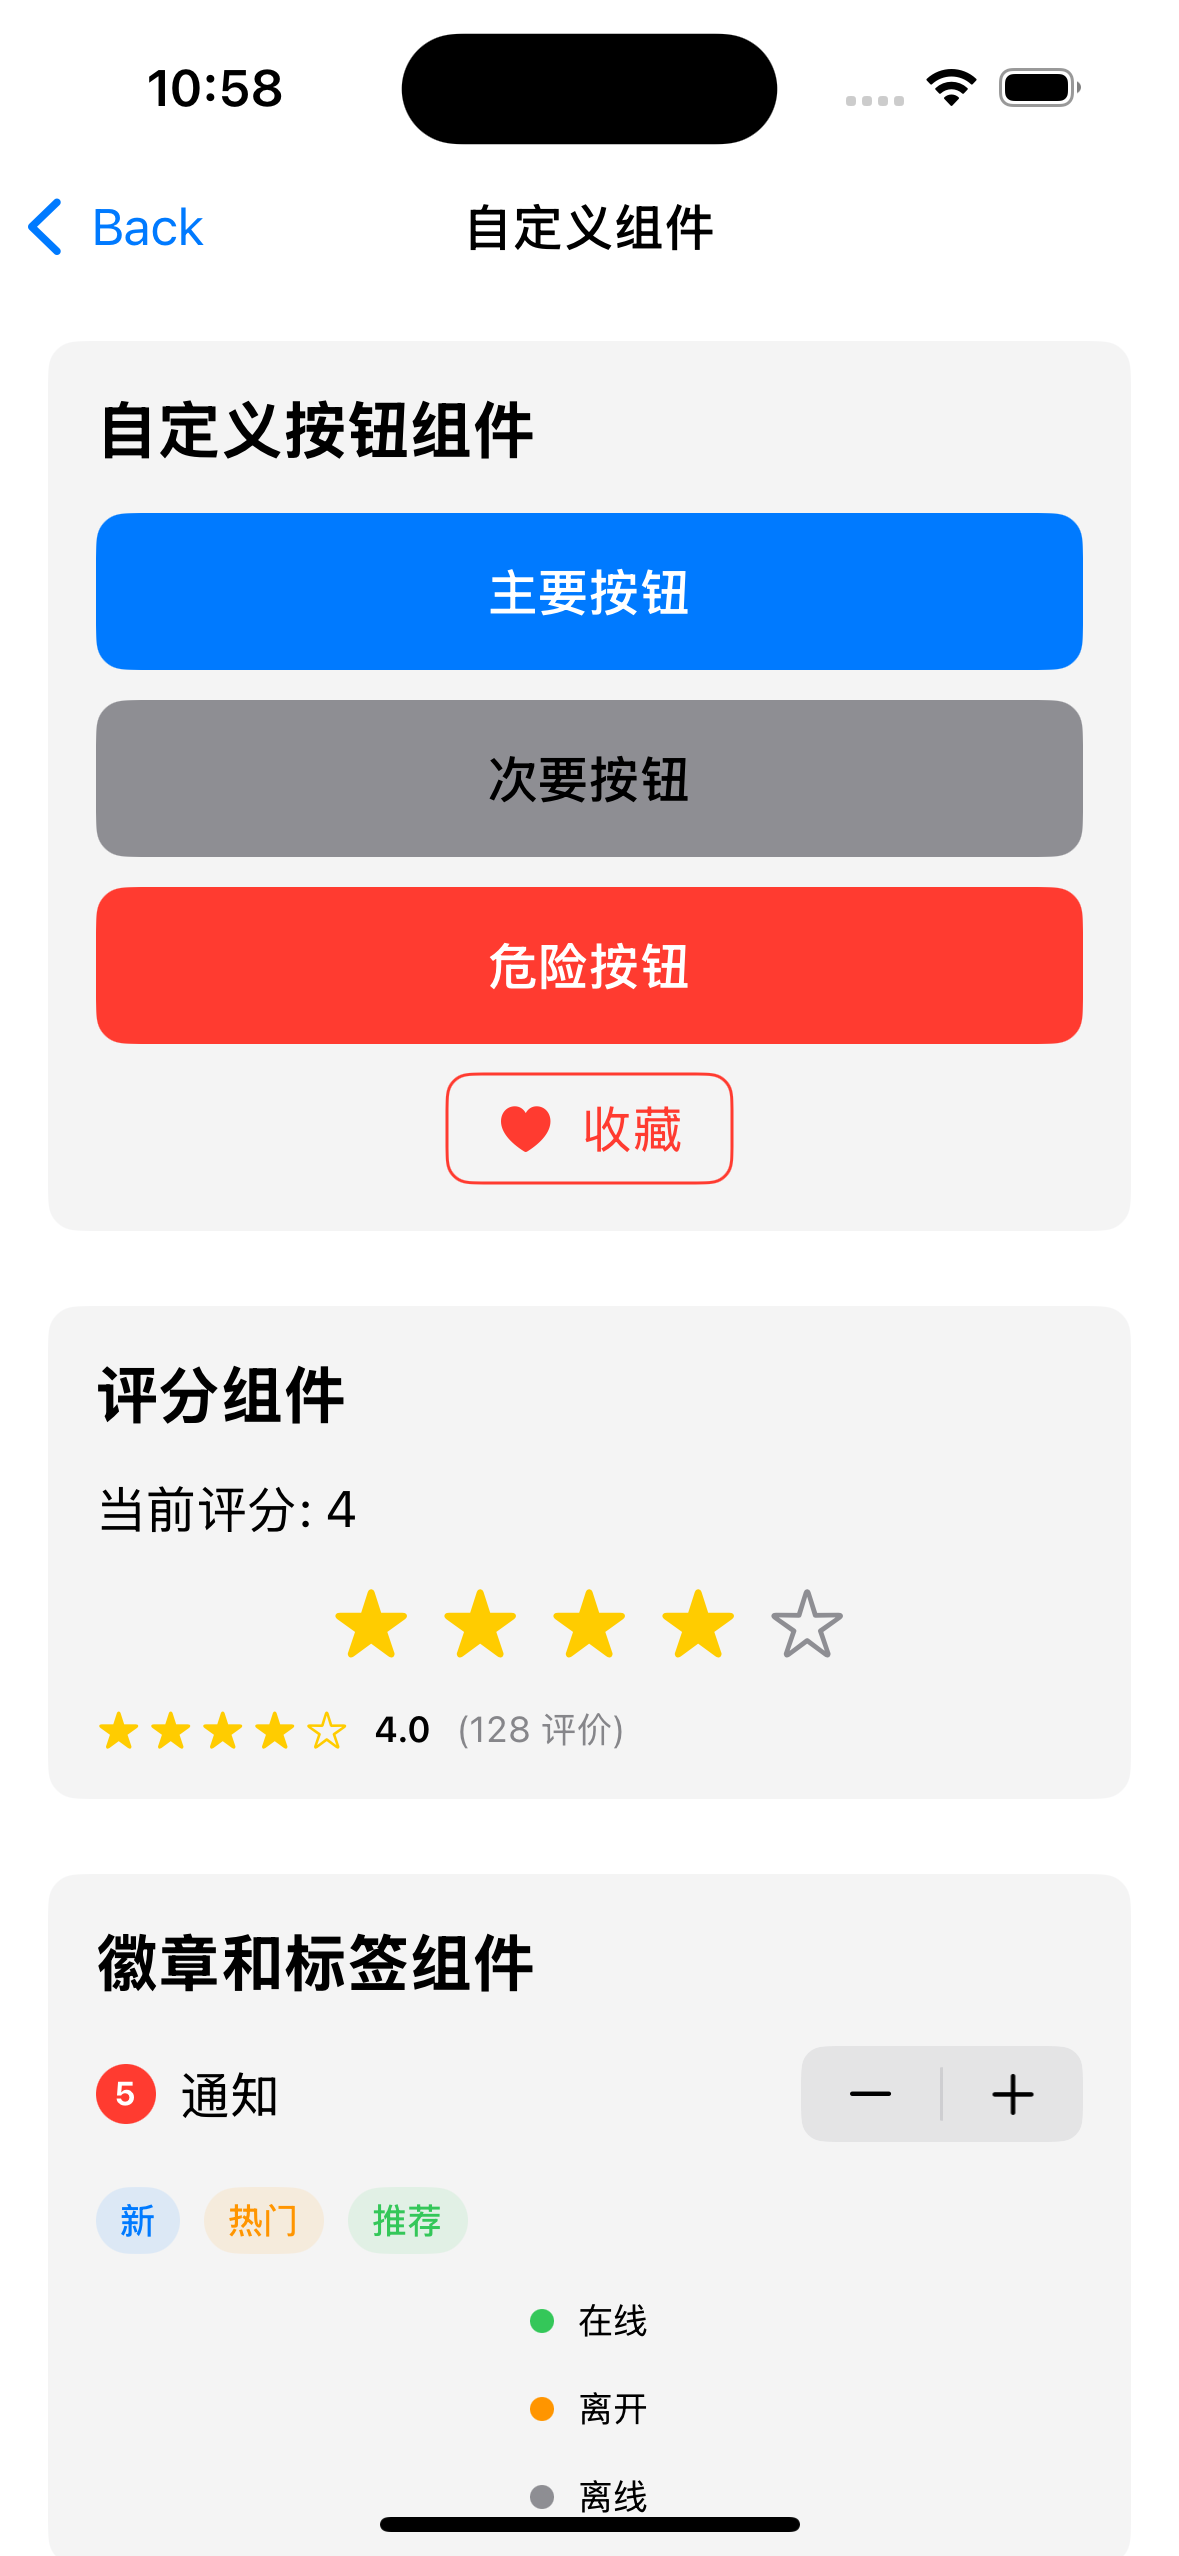 10:58
Back
自定义组件
自定义按钮组件
主要按钮
次要按钮
危险按钮
收藏
评分组件
当前评分: 4
4.0 (128 评价)
徽章和标签组件
5 通知
新 热门 推荐
在线
离开
离线